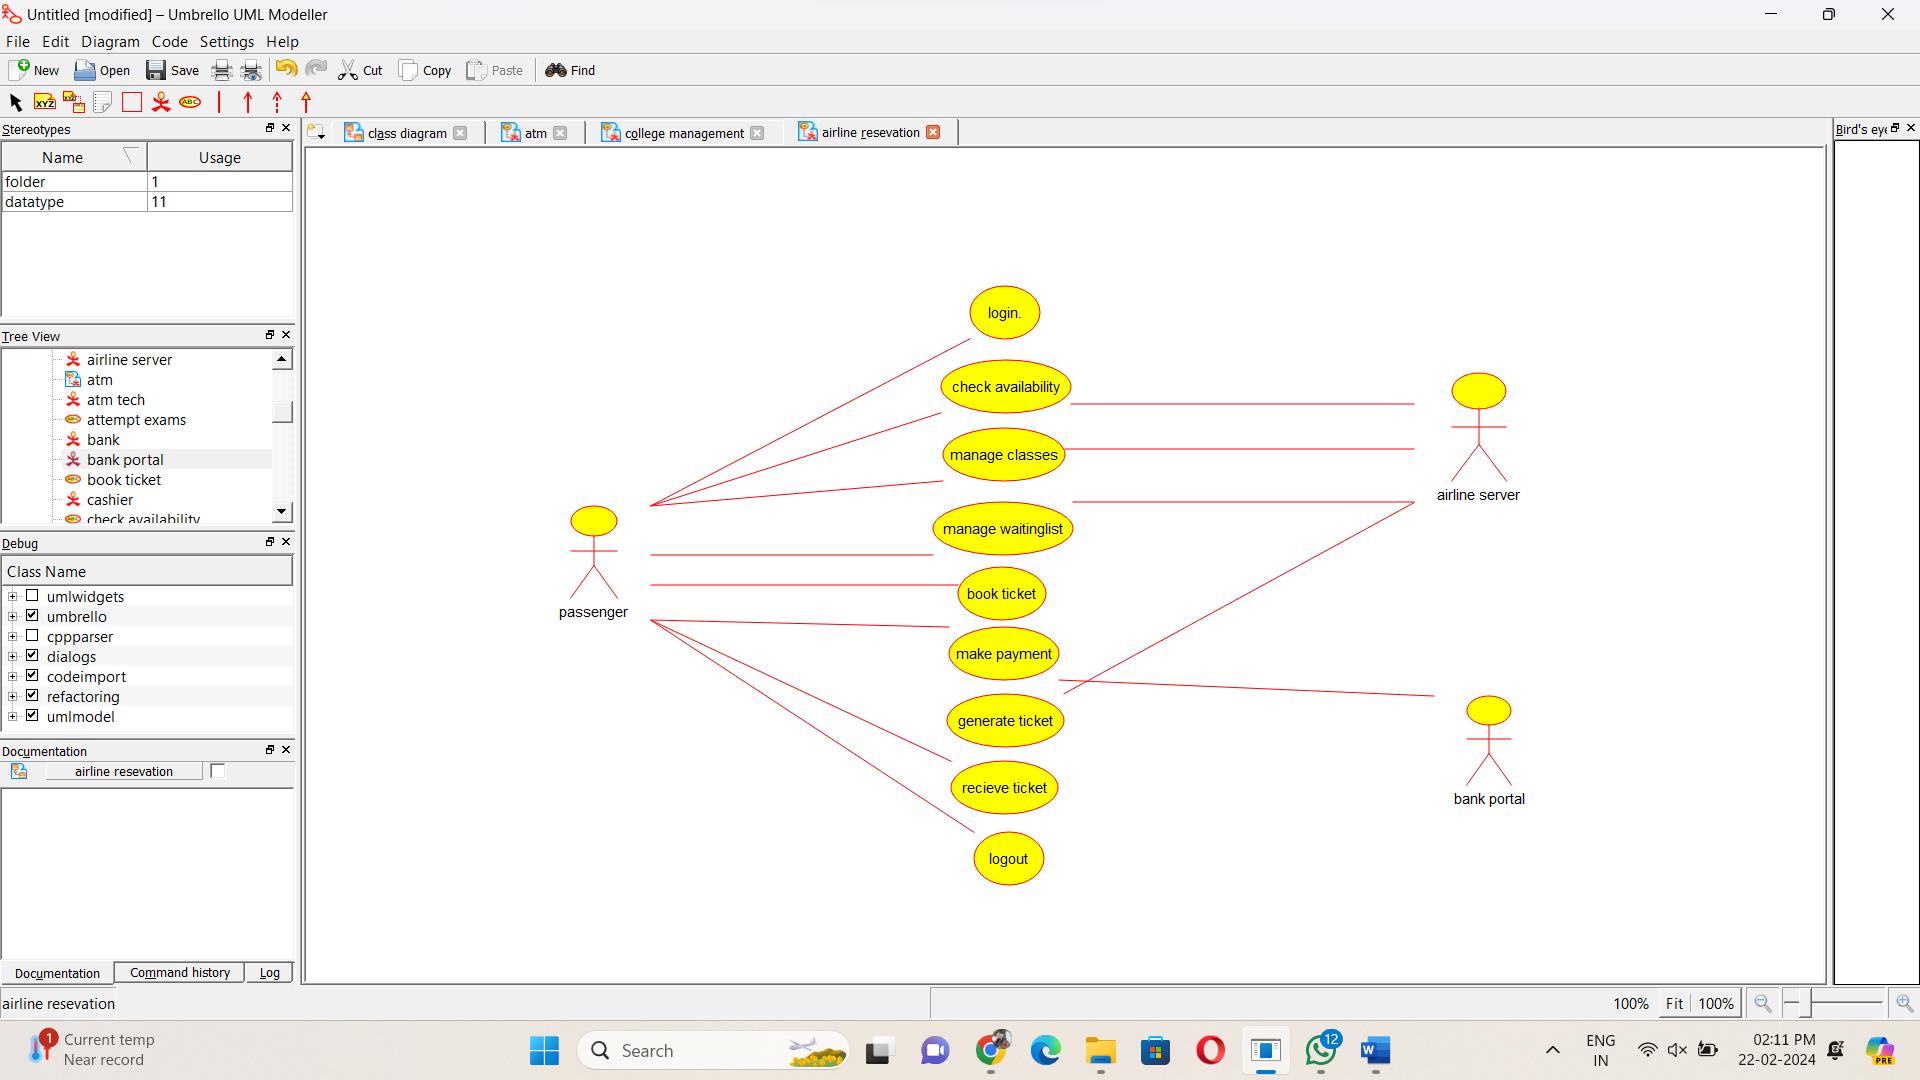 Untitled [modified] – Umbrello UML Modeller
File Edit Diagram Code Settings Help
New Open Save Cut Copy Paste Find
XYZ XYZ ABC
Stereotypes
Name Usage
folder 1
datatype 11
Tree View
airline server
atm
atm tech
attempt exams
bank
bank portal
book ticket
cashier
check availability
Debug
Class Name
umlwidgets
umbrello
cppparser
dialogs
codeimport
refactoring
umlmodel
Documentation
airline resevation
Documentation Command history Log
class diagram atm college management airline resevation
Bird's eye
login.
check availability
manage classes
manage waitinglist
book ticket
make payment
generate ticket
recieve ticket
logout
passenger
airline server
bank portal
airline resevation
100% Fit 100%
1
Current temp
Near record
Search
12
ENG
IN
02:11 PM
22-02-2024
PRE